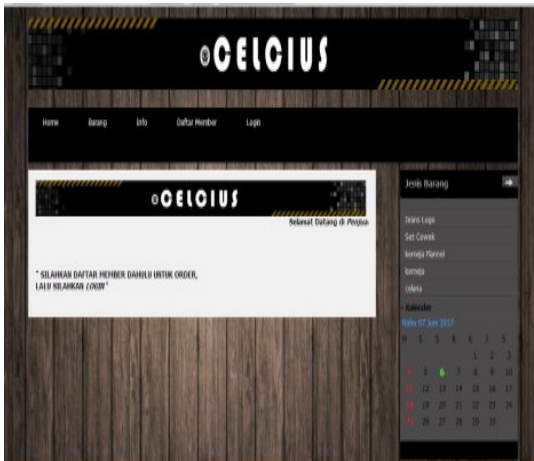 CELCIUS
Home Barang Info Daftar Member Login
CELCIUS
Selamat Datang di
" SILAHKAN DAFTAR MEMBER DAHULU UNTUK ORDER,
LALU SILAHKAN LOGIN "
Jenis Barang
Jeans Logo
Set Cowok
kemeja Flannel
kemeja
celana
Kalender
Rabu 07 Juni 2017
M S S R K J S
1 2 3
4 5 6 7 8 9 10
11 12 13 14 15 16 17
18 19 20 21 22 23 24
25 26 27 28 29 30